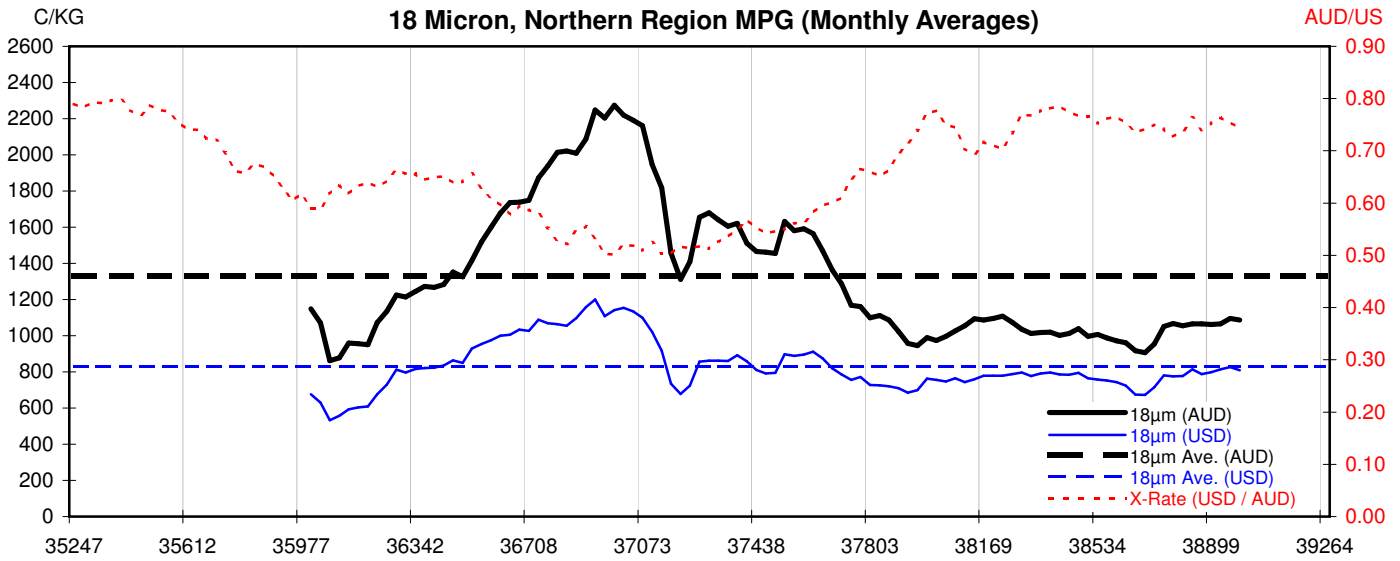 C/KG
18 Micron, Northern Region MPG (Monthly Averages)
AUD/US
2600
2400
2200
2000
1800
1600
1400
1200
1000
800
600
400
200
0
0.90
0.80
0.70
0.60
0.50
0.40
0.30
0.20
0.10
0.00
18µm (AUD)
18µm (USD)
18µm Ave. (AUD)
18µm Ave. (USD)
X-Rate (USD / AUD)
35247 35612 35977 36342 36708 37073 37438 37803 38169 38534 38899 39264